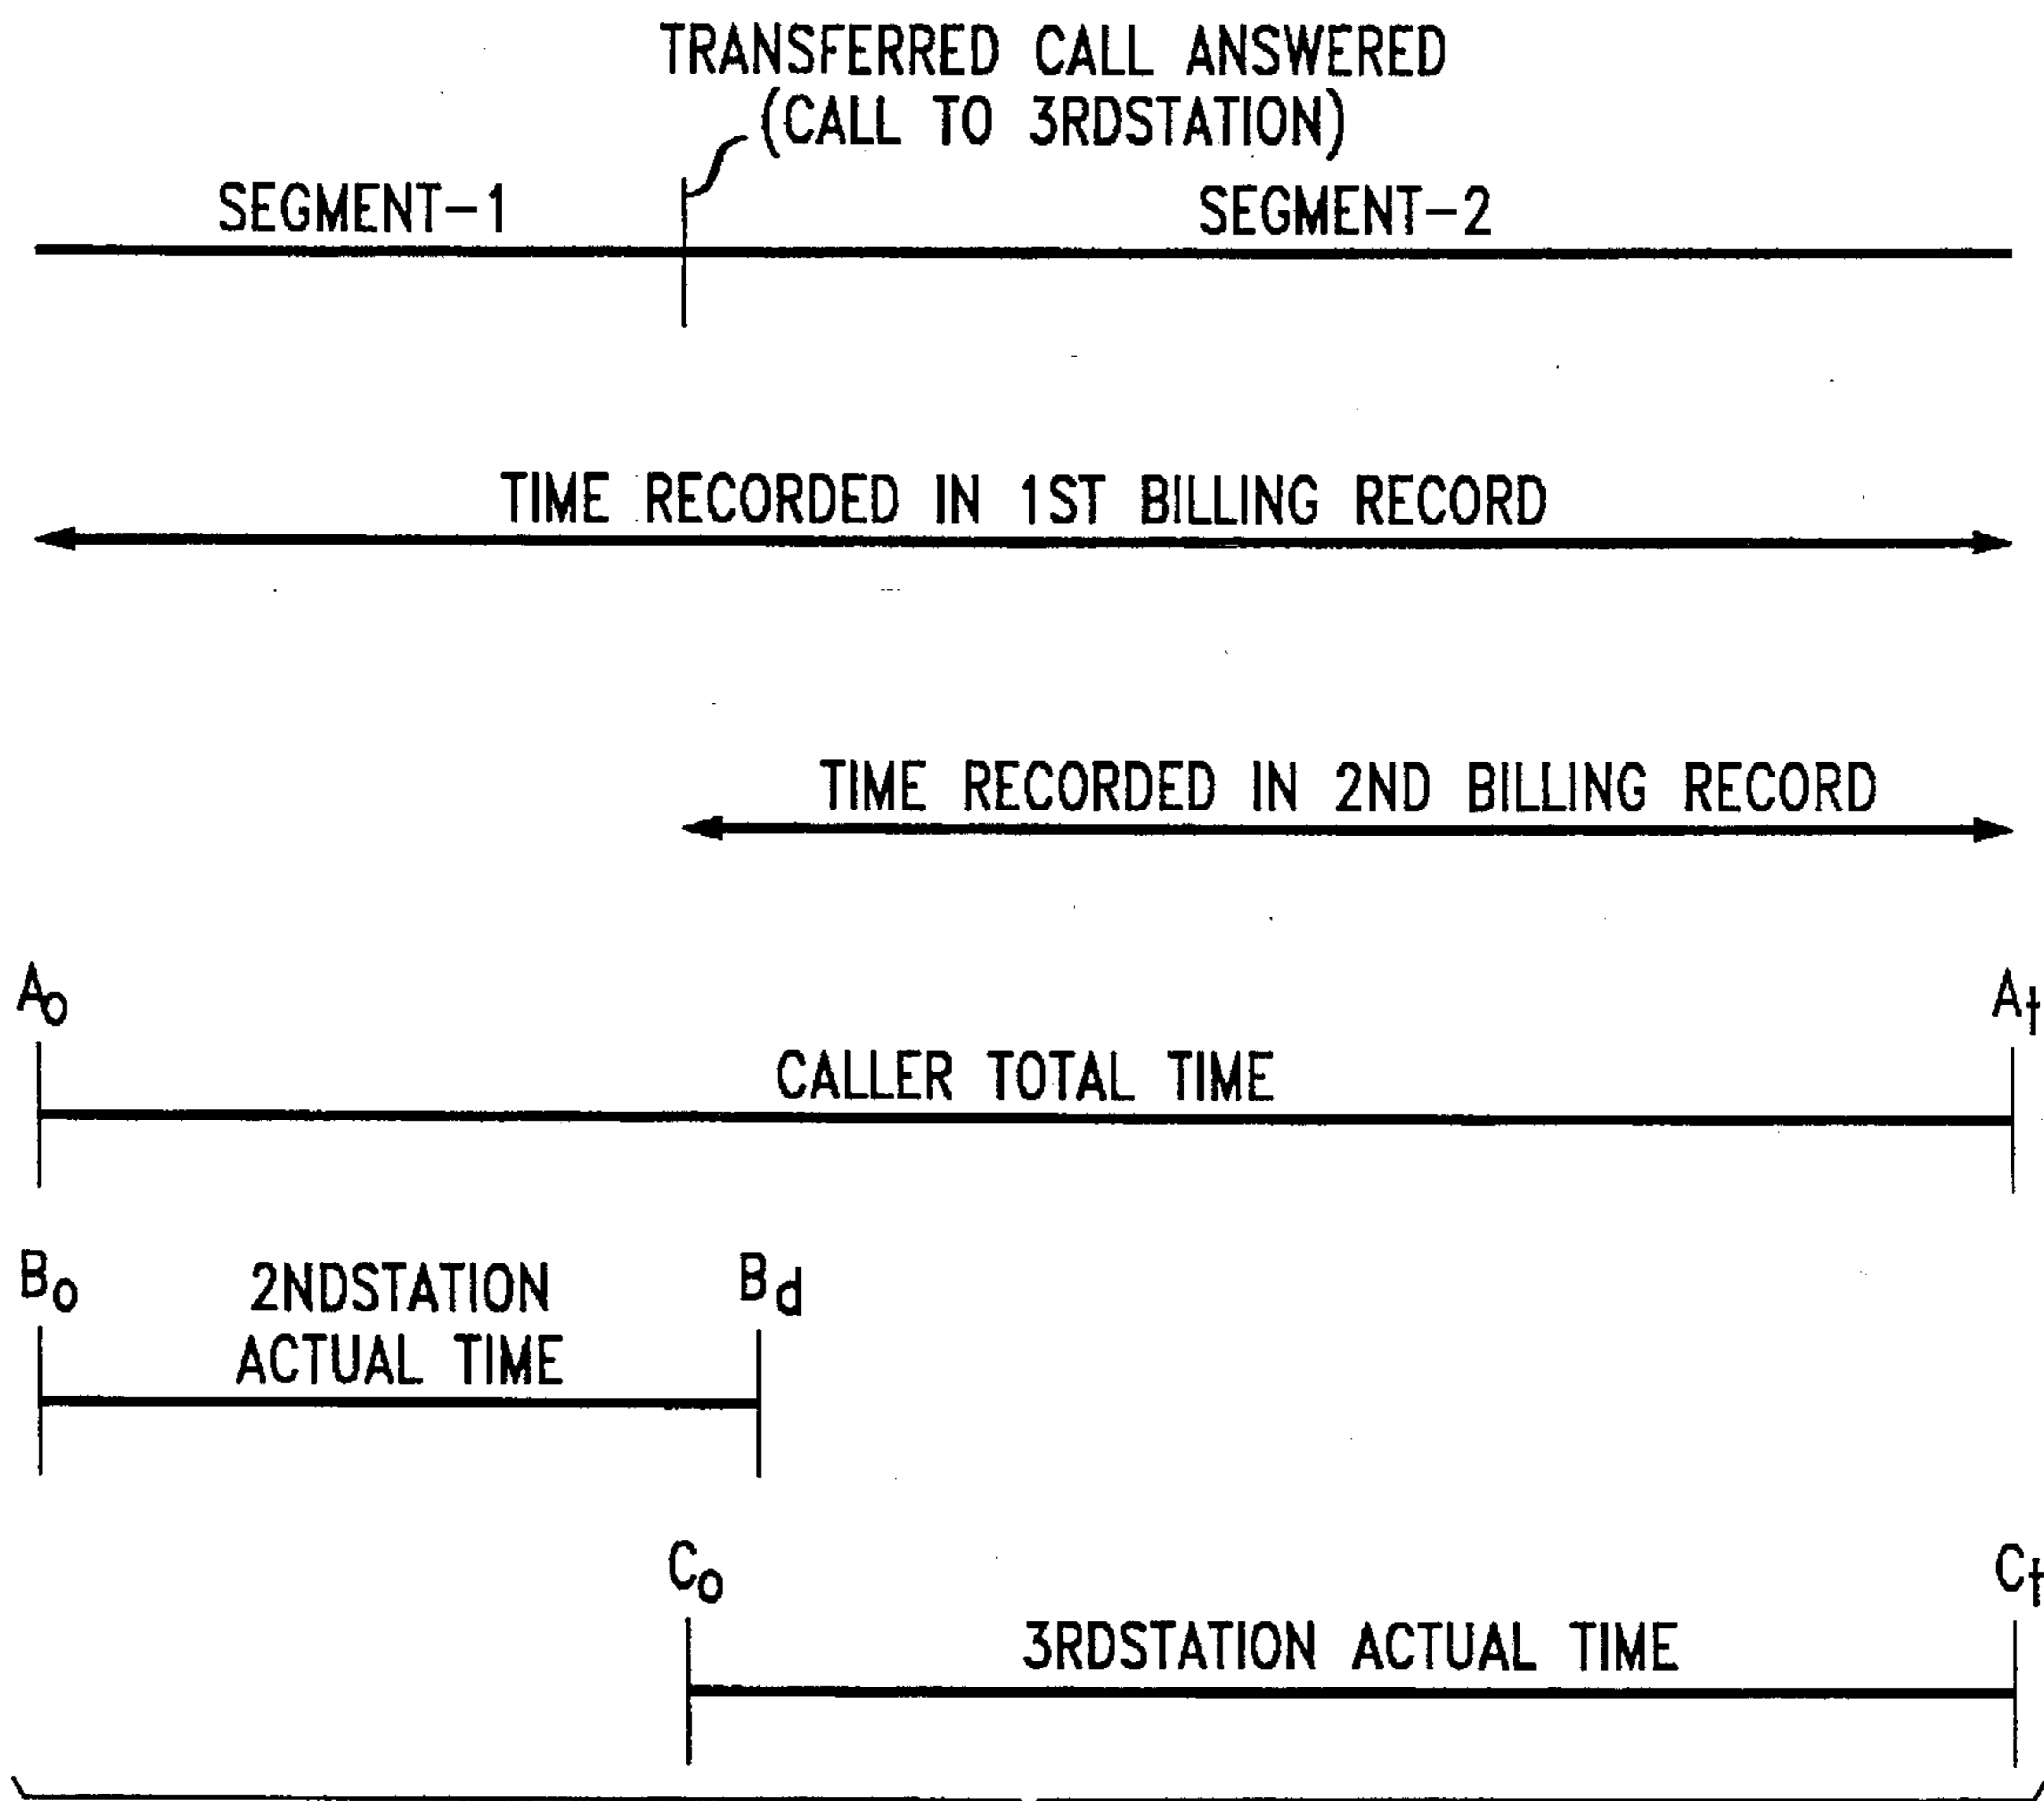 TRANSFERRED CALL ANSWERED
(CALL TO 3RDSTATION)
SEGMENT-1
SEGMENT-2
TIME RECORDED IN 1ST BILLING RECORD
TIME RECORDED IN 2ND BILLING RECORD
Ao
At
CALLER TOTAL TIME
Bo
2NDSTATION
ACTUAL TIME
Bd
Co
Ct
3RDSTATION ACTUAL TIME